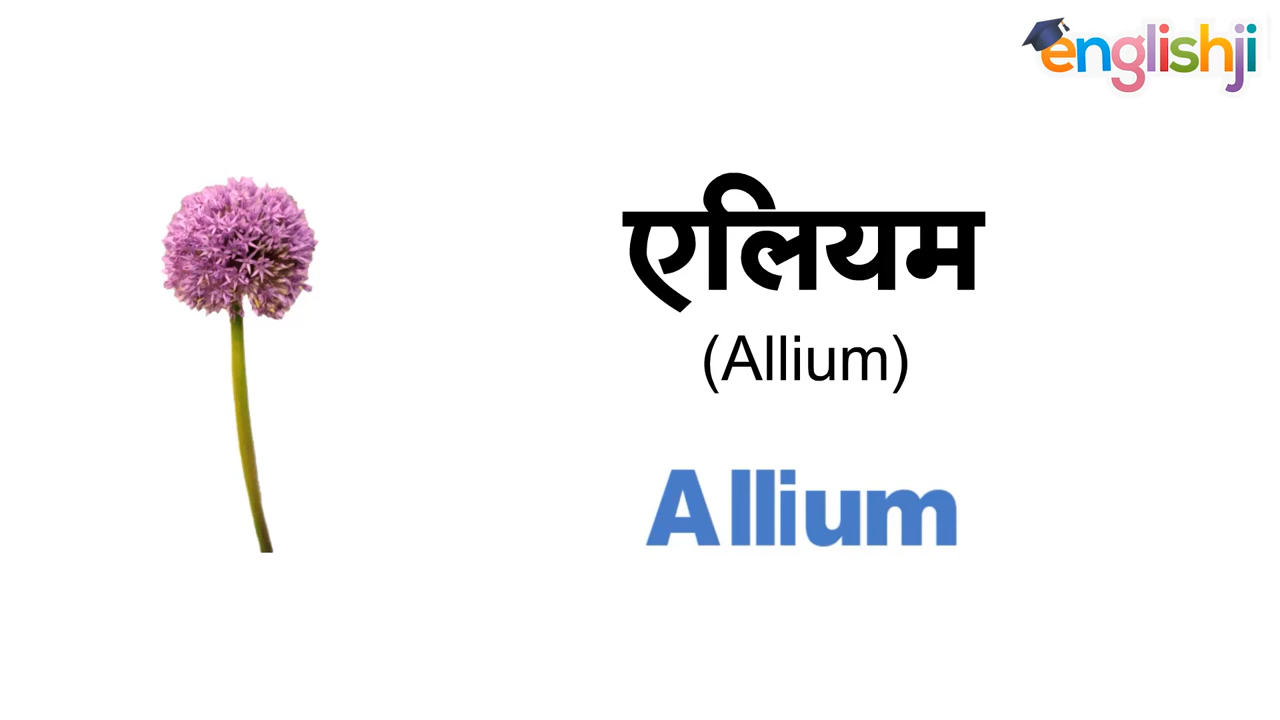 englishji
एलियम
(Allium)
Allium